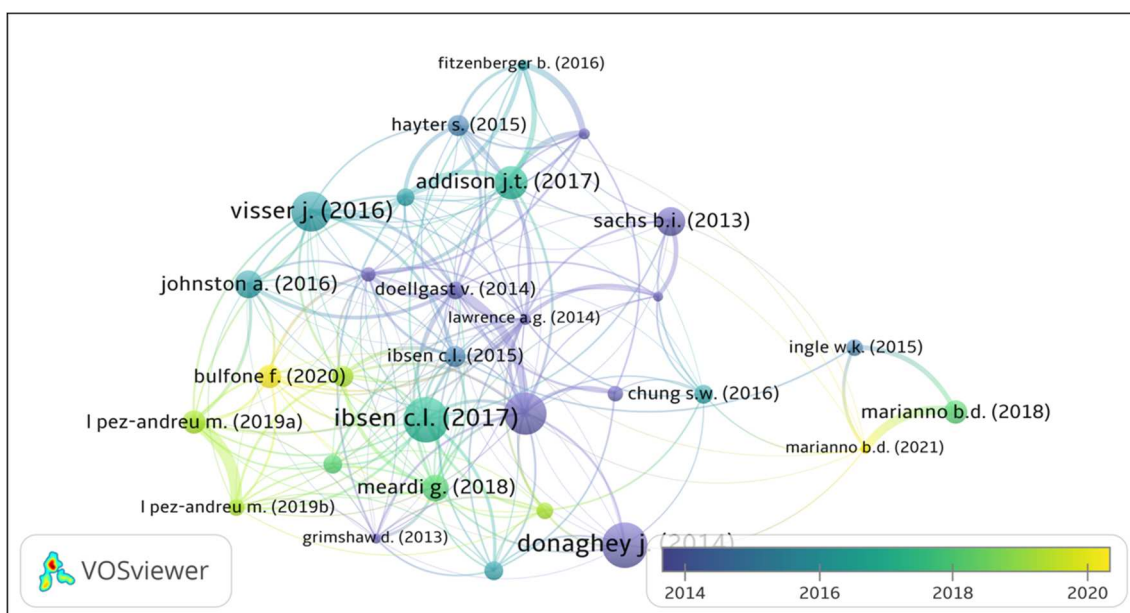 fitzenberger b. (2016)
hayter s. (2015)
addison j.t. (2017)
visser j. (2016)
sachs b.i. (2013)
johnston a. (2016)
doellgast v. (2014)
lawrence a.g. (2014)
ingle w.k. (2015)
ibsen c.l. (2015)
bulfone f. (2020)
chung s.w. (2016)
marianno b.d. (2018)
l pez-andreu m. (2019a)
ibsen c.l. (2017)
marianno b.d. (2021)
meardi g. (2018)
l pez-andreu m. (2019b)
grimshaw d. (2013)
donaghey j. (2014)
VOSviewer
2014 2016 2018 2020